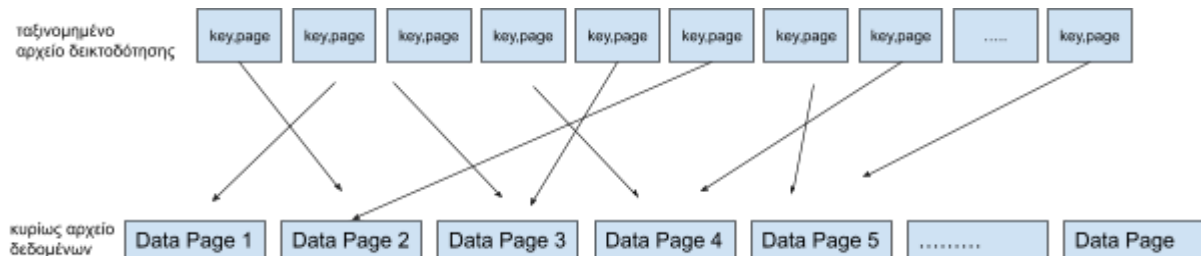 ταξινομημένο
αρχείο δεικτοδότησης
key,page
key,page
key,page
key,page
key,page
key,page
key,page
key,page
.....
key,page
κυρίως αρχείο
δεδομένων
Data Page 1
Data Page 2
Data Page 3
Data Page 4
Data Page 5
.........
Data Page